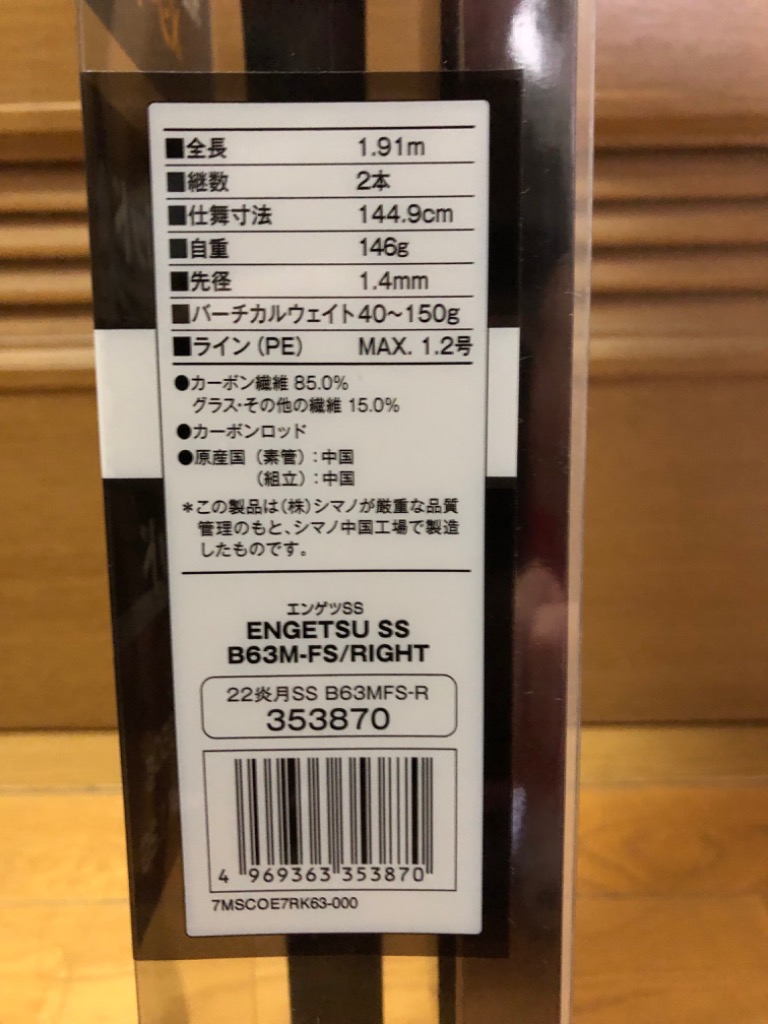 ■全長 1.91m
■継数 2本
■仕舞寸法 144.9cm
■自重 146g
■先径 1.4mm
■バーチカルウェイト 40~150g
■ライン(PE) MAX. 1.2号
●カーボン繊維 85.0%
グラス・その他の繊維 15.0%
●カーボンロッド
●原産国(素管):中国
(組立):中国
*この製品は(株)シマノが厳重な品質
管理のもと、シマノ中国工場で製造
したものです。
エンゲツSS
ENGETSU SS
B63M-FS/RIGHT
22炎月SS B63MFS-R
353870
4 969363 353870
7MSCOE7RK63-000